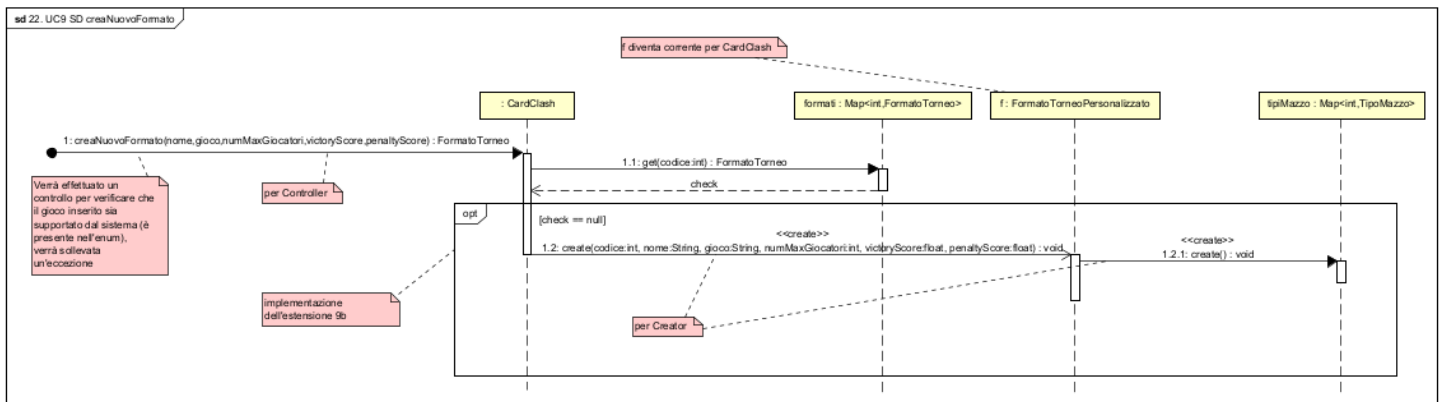 sd 22. UC9 SD creaNuovoFormato
f diventa corrente per CardClash
: CardClash
formati : Map<int,FormatoTorneo>
f : FormatoTorneoPersonalizzato
tipiMazzo : Map<int,TipoMazzo>
1: creaNuovoFormato(nome,gioco,numMaxGiocatori,victoryScore,penaltyScore) : FormatoTorneo
1.1: get(codice:int) : FormatoTorneo
check
Verrà effettuato un
controllo per verificare che
il gioco inserito sia
supportato dal sistema (è
presente nell'enum),
verrà sollevata
un'eccezione
per Controller
opt
[check == null]
<<create>>
1.2: create(codice:int, nome:String, gioco:String, numMaxGiocatori:int, victoryScore:float, penaltyScore:float) : void
<<create>>
1.2.1: create() : void
implementazione
dell'estensione 9b
per Creator